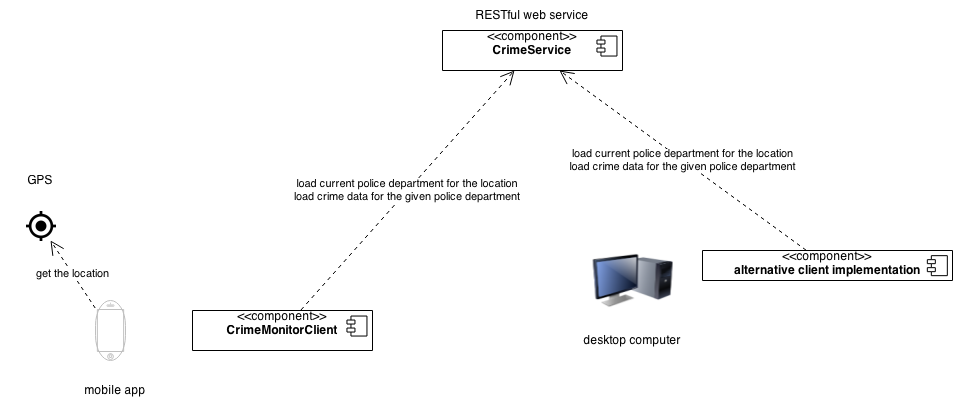 RESTful web service
<<component>>
CrimeService
load current police department for the location
load crime data for the given police department
load current police department for the location
load crime data for the given police department
GPS
get the location
<<component>>
alternative client implementation
<<component>>
CrimeMonitorClient
desktop computer
mobile app